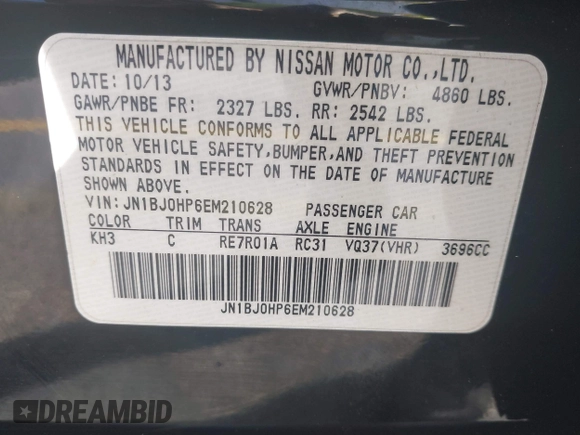 MANUFACTURED BY NISSAN MOTOR CO.,LTD.
DATE: 10/13 GVWR/PNBV: 4860 LBS.
GAWR/PNBE FR: 2327 LBS. RR: 2542 LBS.
THIS VEHICLE CONFORMS TO ALL APPLICABLE FEDERAL
MOTOR VEHICLE SAFETY,BUMPER,AND THEFT PREVENTION
STANDARDS IN EFFECT ON THE DATE OF MANUFACTURE
SHOWN ABOVE.
VIN: JN1BJ0HP6EM210628 PASSENGER CAR
COLOR TRIM TRANS AXLE ENGINE
KH3 C RE7R01A RC31 VQ37(VHR) 3696CC
JN1BJ0HP6EM210628
DREAMBID